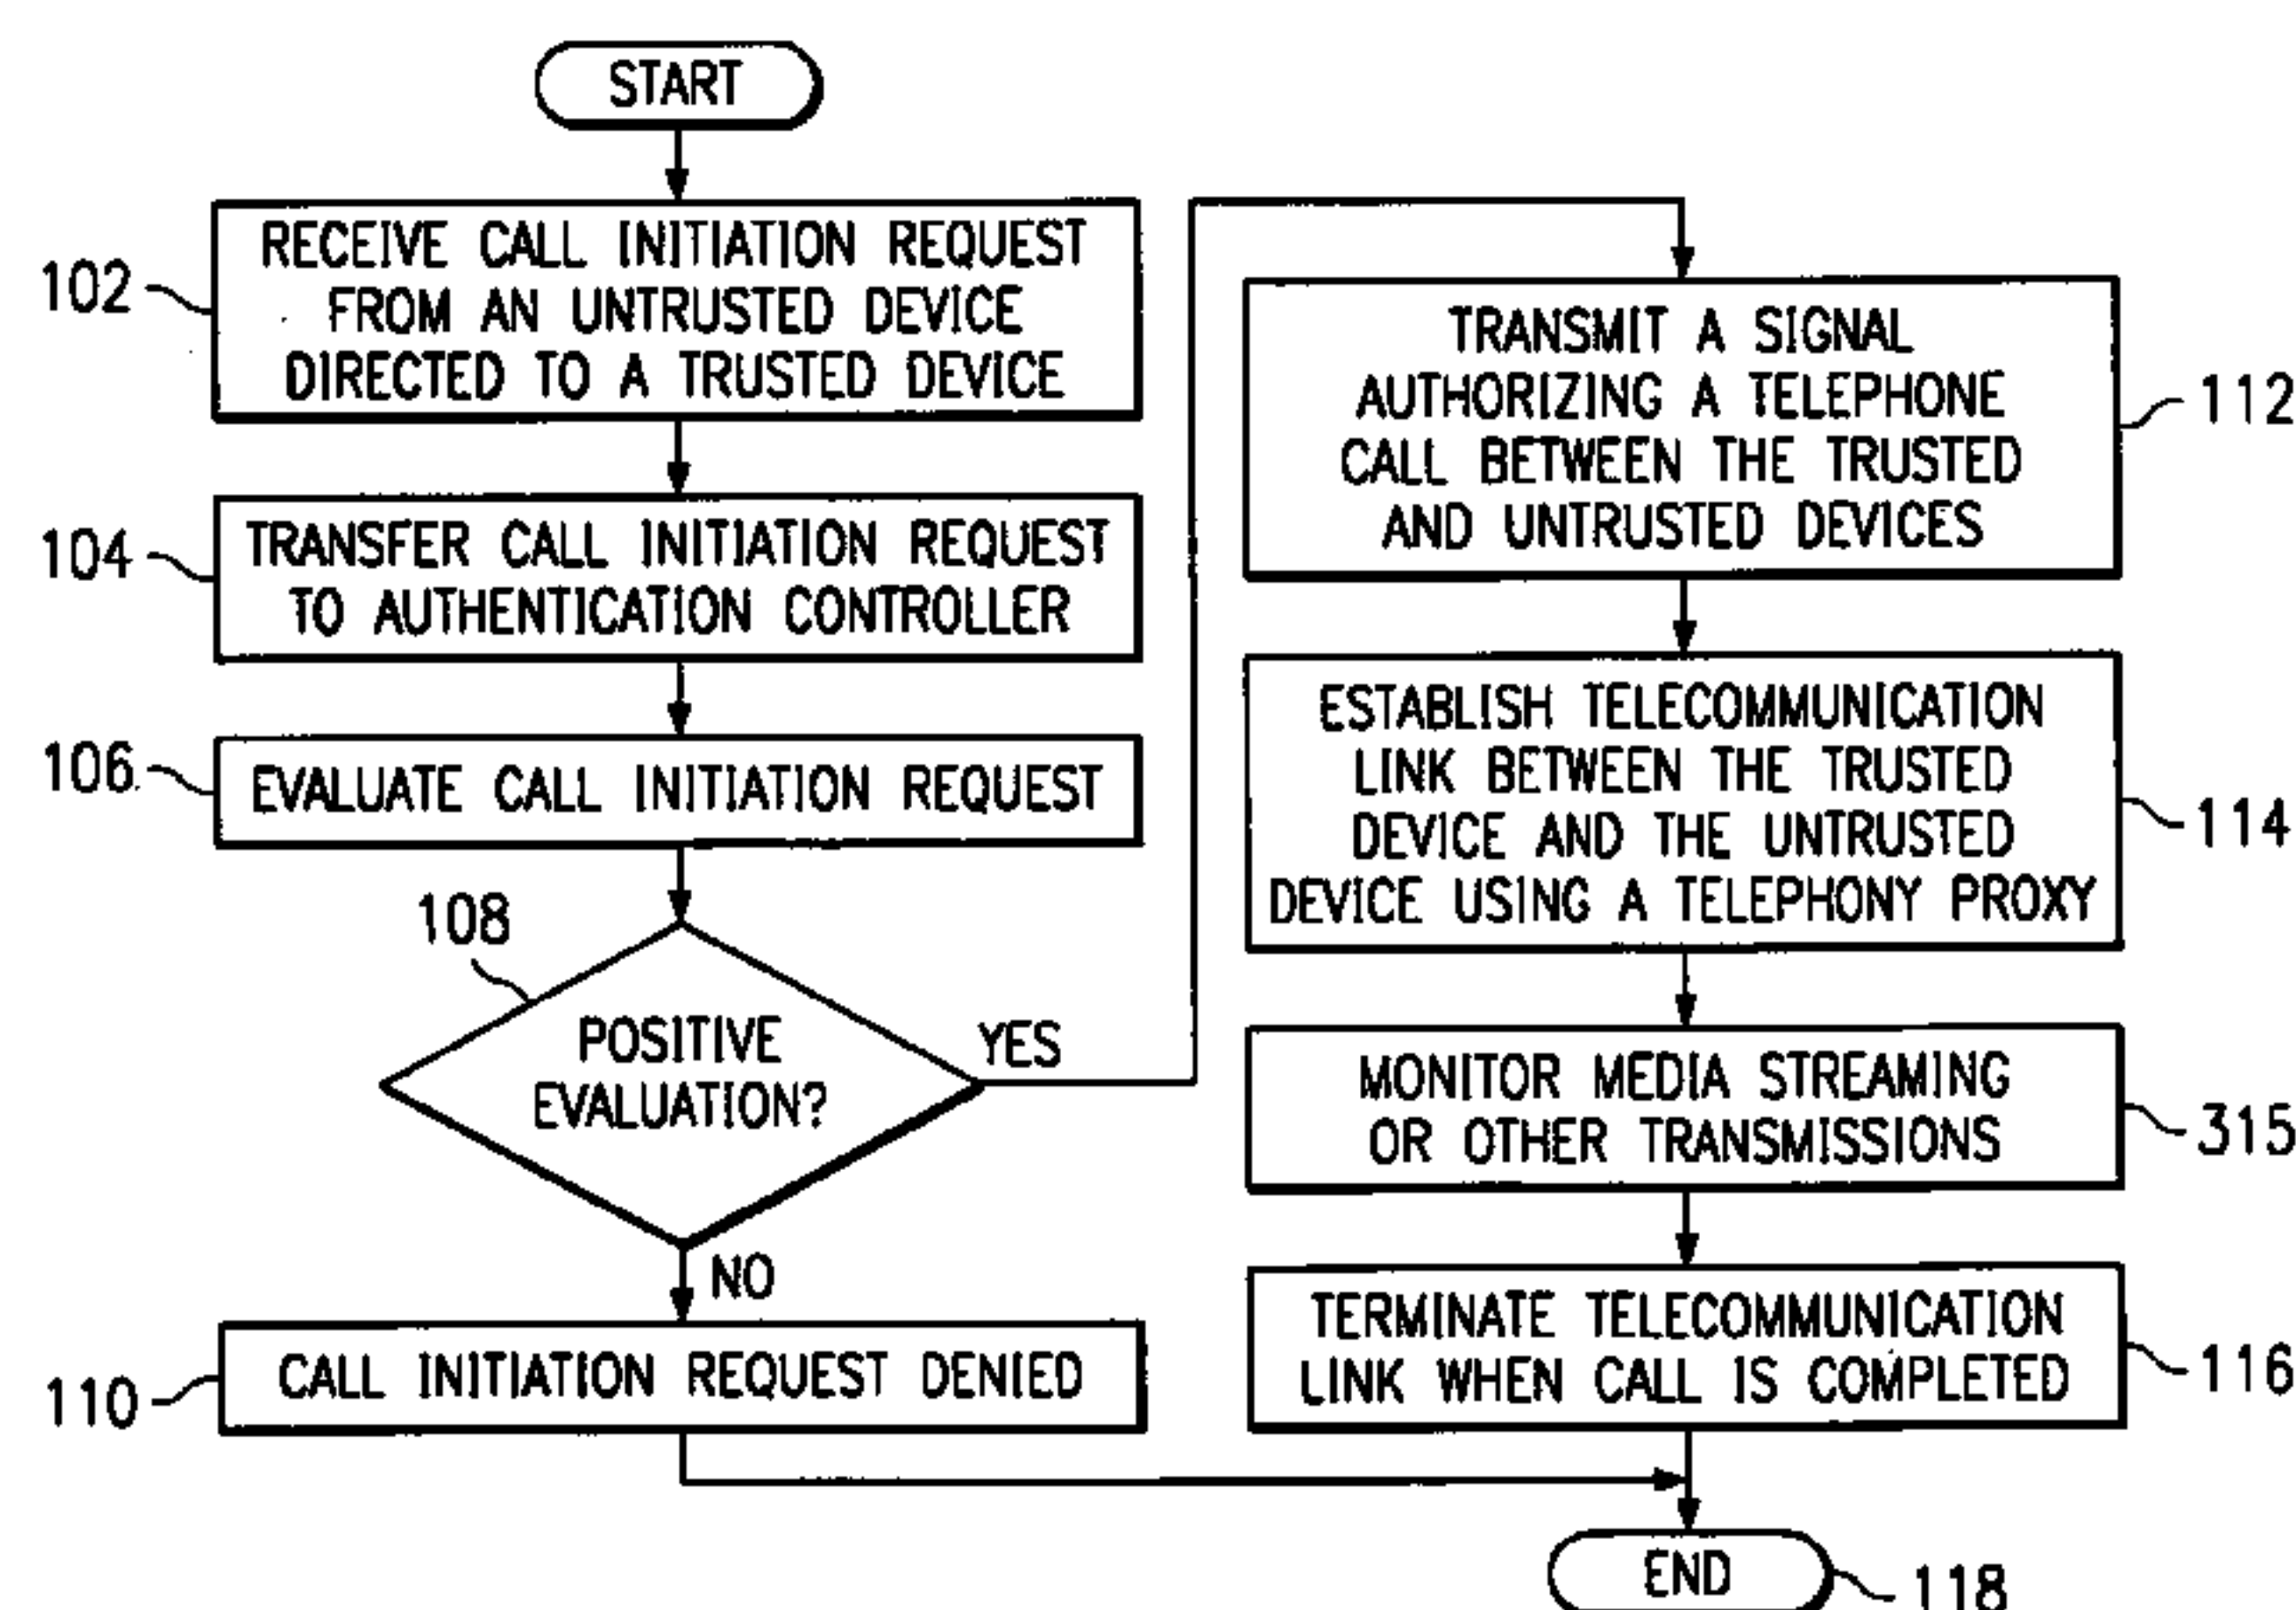 START
102
RECEIVE CALL INITIATION REQUEST
FROM AN UNTRUSTED DEVICE
DIRECTED TO A TRUSTED DEVICE
104
TRANSFER CALL INITIATION REQUEST
TO AUTHENTICATION CONTROLLER
106
EVALUATE CALL INITIATION REQUEST
108
POSITIVE
EVALUATION?
YES
NO
110
CALL INITIATION REQUEST DENIED
TRANSMIT A SIGNAL
AUTHORIZING A TELEPHONE
CALL BETWEEN THE TRUSTED
AND UNTRUSTED DEVICES
112
ESTABLISH TELECOMMUNICATION
LINK BETWEEN THE TRUSTED
DEVICE AND THE UNTRUSTED
DEVICE USING A TELEPHONY PROXY
114
MONITOR MEDIA STREAMING
OR OTHER TRANSMISSIONS
315
TERMINATE TELECOMMUNICATION
LINK WHEN CALL IS COMPLETED
116
END
118